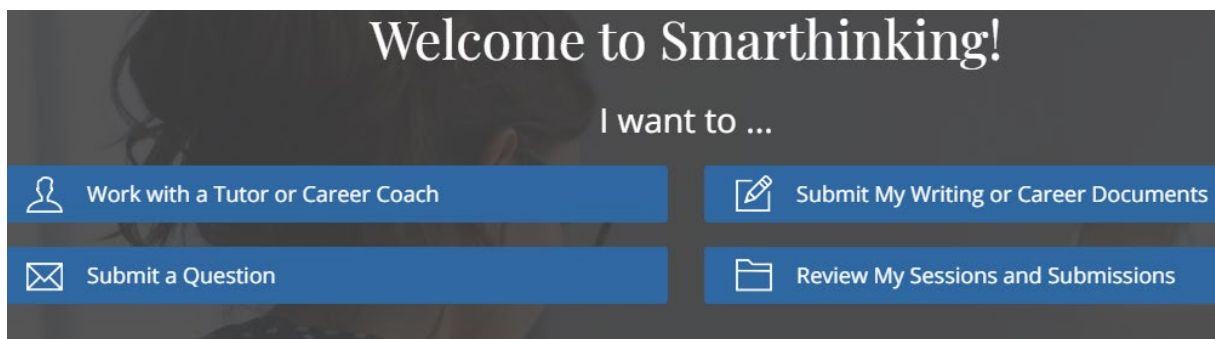 Welcome to Smarthinking!
I want to ...
Work with a Tutor or Career Coach
Submit My Writing or Career Documents
Submit a Question
Review My Sessions and Submissions